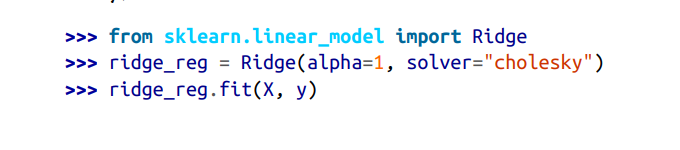 >>> from sklearn.linear_model import Ridge
>>> ridge_reg = Ridge(alpha=1, solver="cholesky")
>>> ridge_reg.fit(X, y)